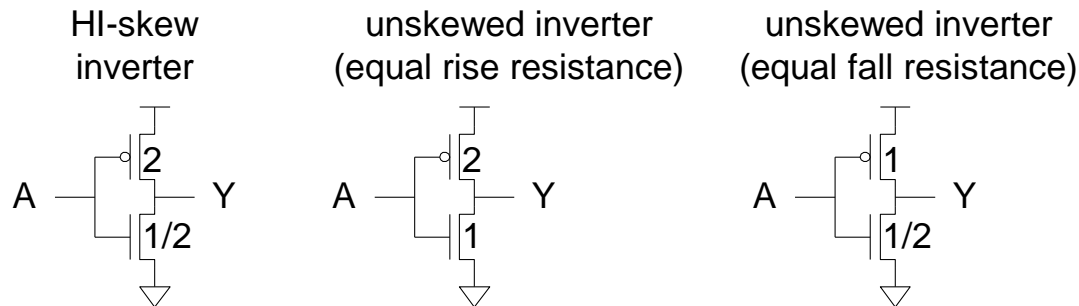 HI-skew
inverter
unskewed inverter
(equal rise resistance)
unskewed inverter
(equal fall resistance)
2
A
Y
1/2
2
A
Y
1
1
A
Y
1/2